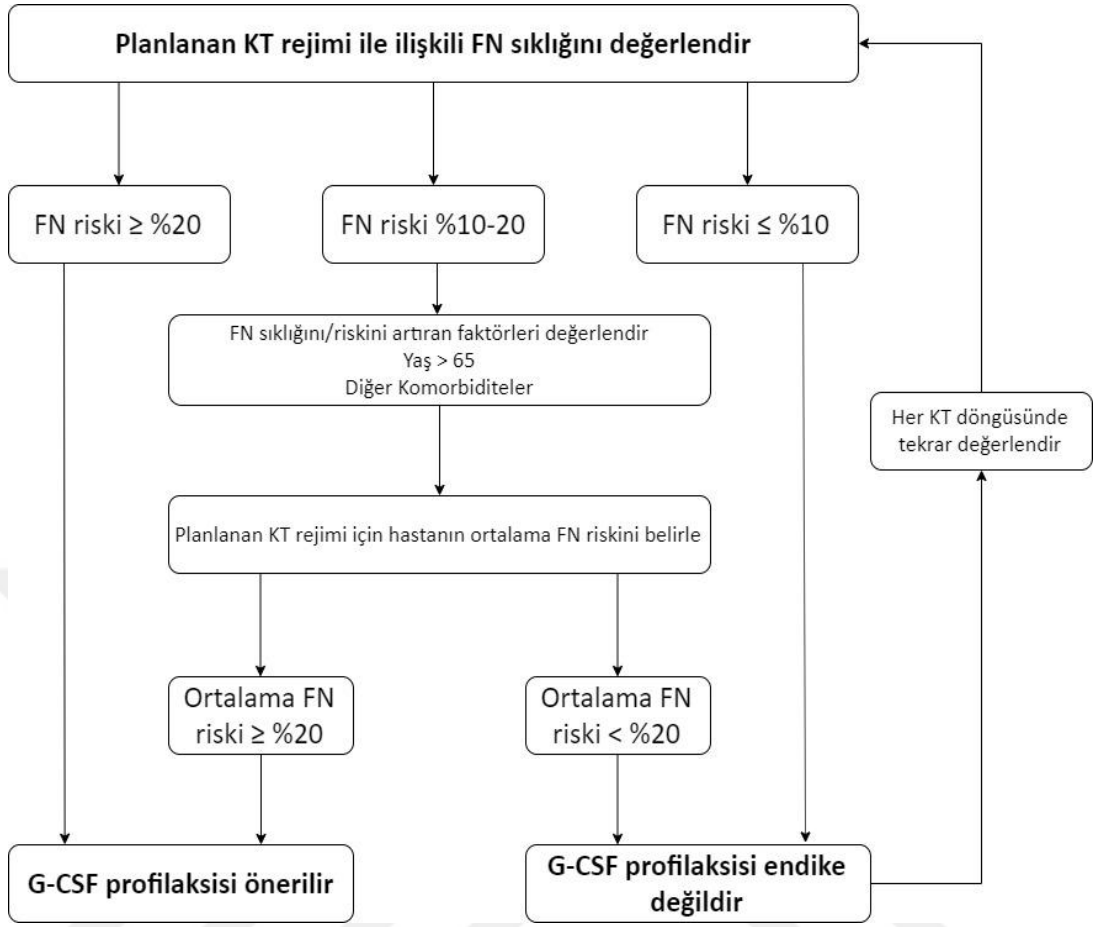 Planlanan KT rejimi ile ilişkili FN sıklığını değerlendir
FN riski ≥ %20
FN riski %10-20
FN riski ≤ %10
FN sıklığını/riskini artıran faktörleri değerlendir
Yaş > 65
Diğer Komorbiditeler
Her KT döngüsünde
tekrar değerlendir
Planlanan KT rejimi için hastanın ortalama FN riskini belirle
Ortalama FN
riski ≥ %20
Ortalama FN
riski < %20
G-CSF profilaksisi önerilir
G-CSF profilaksisi endike
değildir